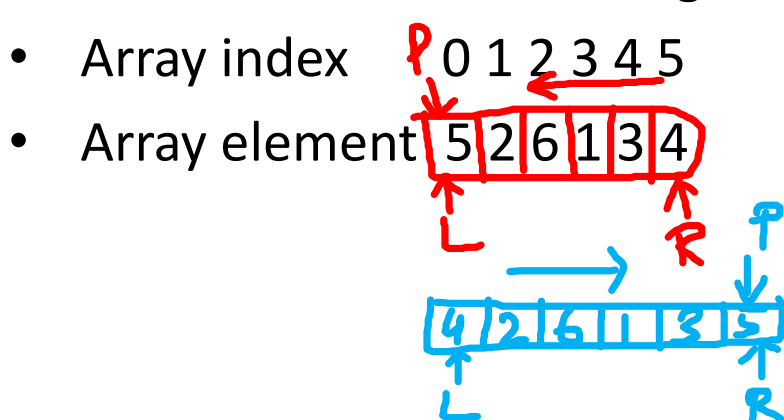 • Array index P 0 1 2 3 4 5
• Array element 5 2 6 1 3 4
L R
P
4 2 6 1 3 5
L R